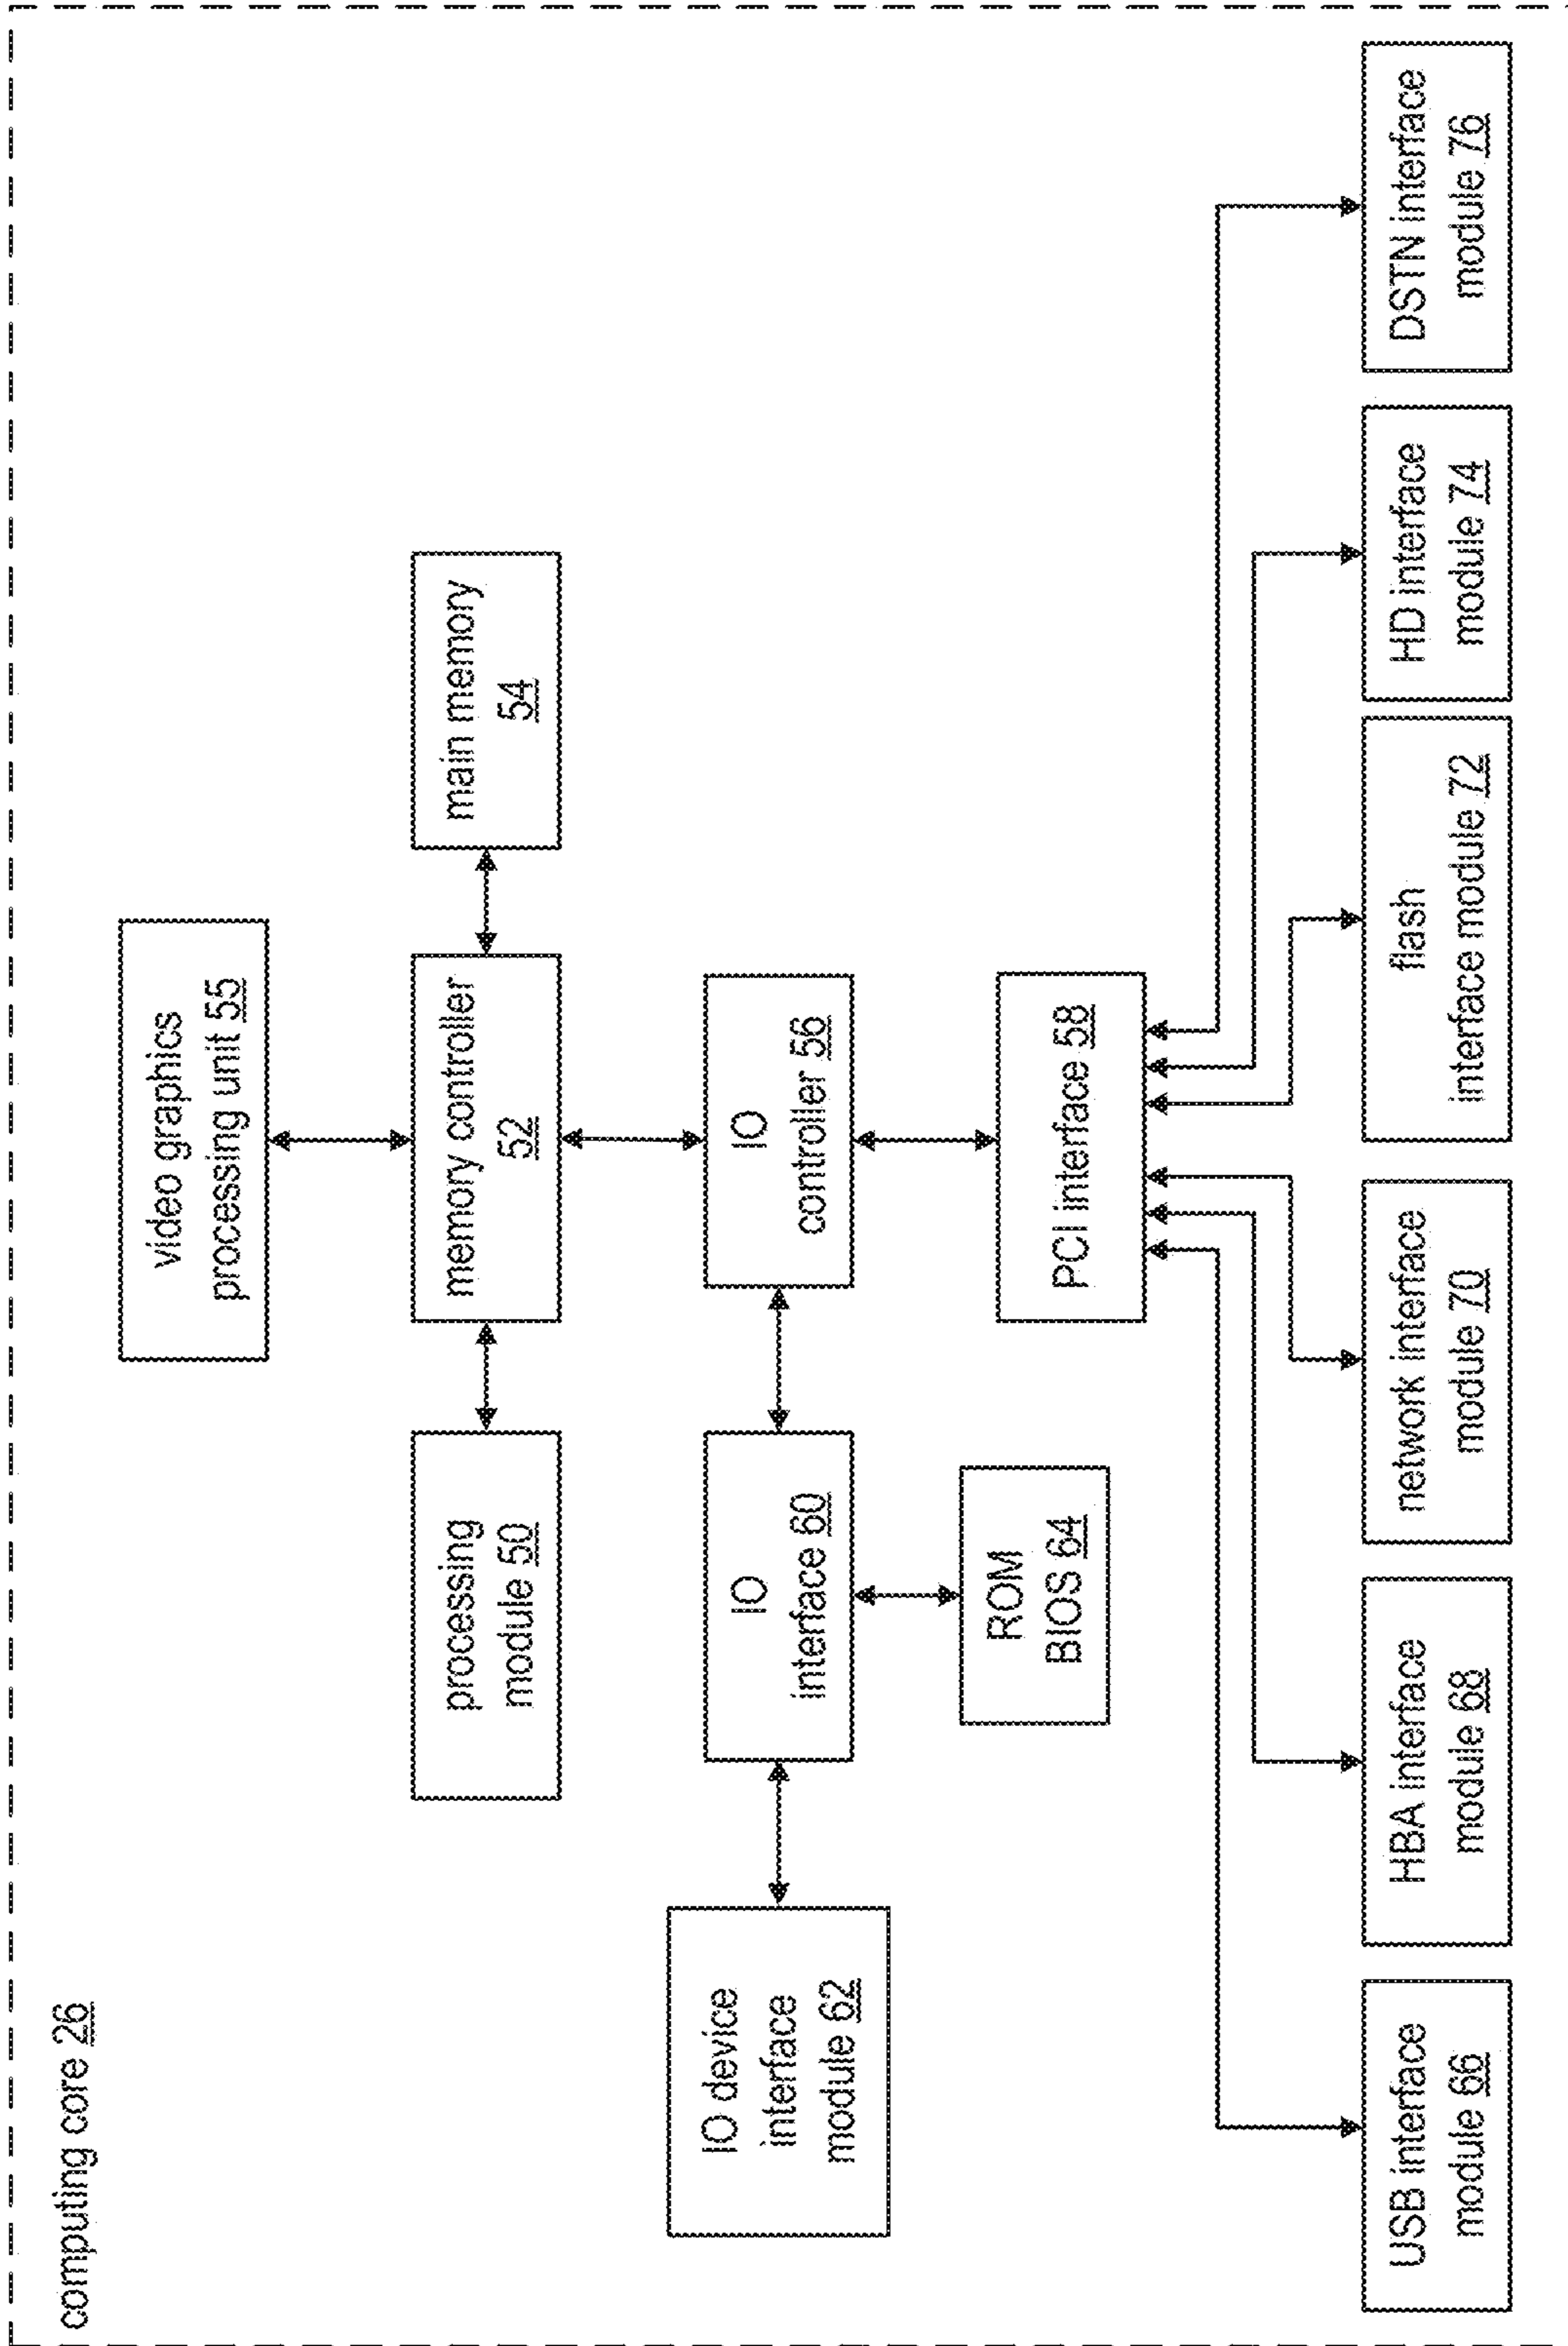 computing core 26
video graphics
processing unit 55
processing
module 50
memory controller
52
main memory
54
IO device
interface
module 62
IO
interface 60
IO
controller 56
ROM
BIOS 64
PCI interface 58
USB interface
module 66
HBA interface
module 68
network interface
module 70
flash
interface module 72
HD interface
module 74
DSTN interface
module 76